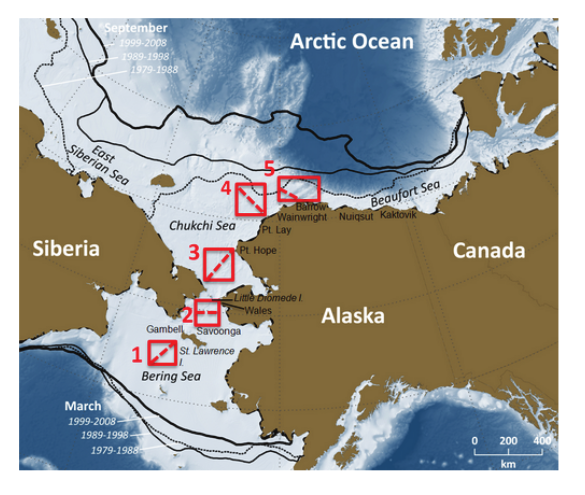 September
1999-2008
1989-1998
1979-1988
Arctic Ocean
East
Siberian Sea
5
4
Beaufort Sea
Barrow
Wainwright
Nuiqsut
Kaktovik
Chukchi Sea
Pt. Lay
Siberia
3
Pt. Hope
Canada
Little Diomede I.
Wales
2
Alaska
Gambell
Savoonga
1
St. Lawrence
I.
Bering Sea
March
1999-2008
1989-1998
1979-1988
0 200 400
km